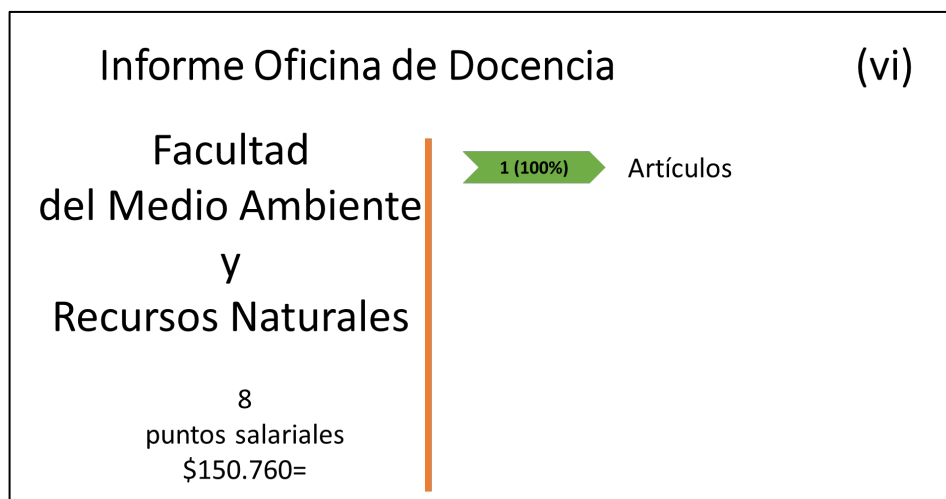 Informe Oficina de Docencia (vi)
Facultad
del Medio Ambiente
y
Recursos Naturales
8
puntos salariales
$150.760=
1 (100%) Artículos